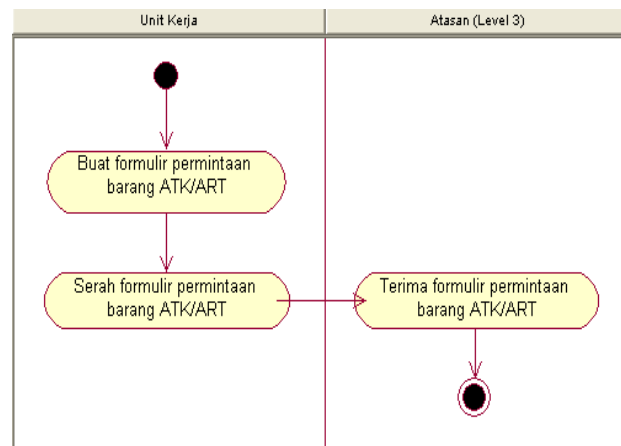 Unit Kerja
Atasan (Level 3)
Buat formulir permintaan
barang ATK/ART
Serah formulir permintaan
barang ATK/ART
Terima formulir permintaan
barang ATK/ART